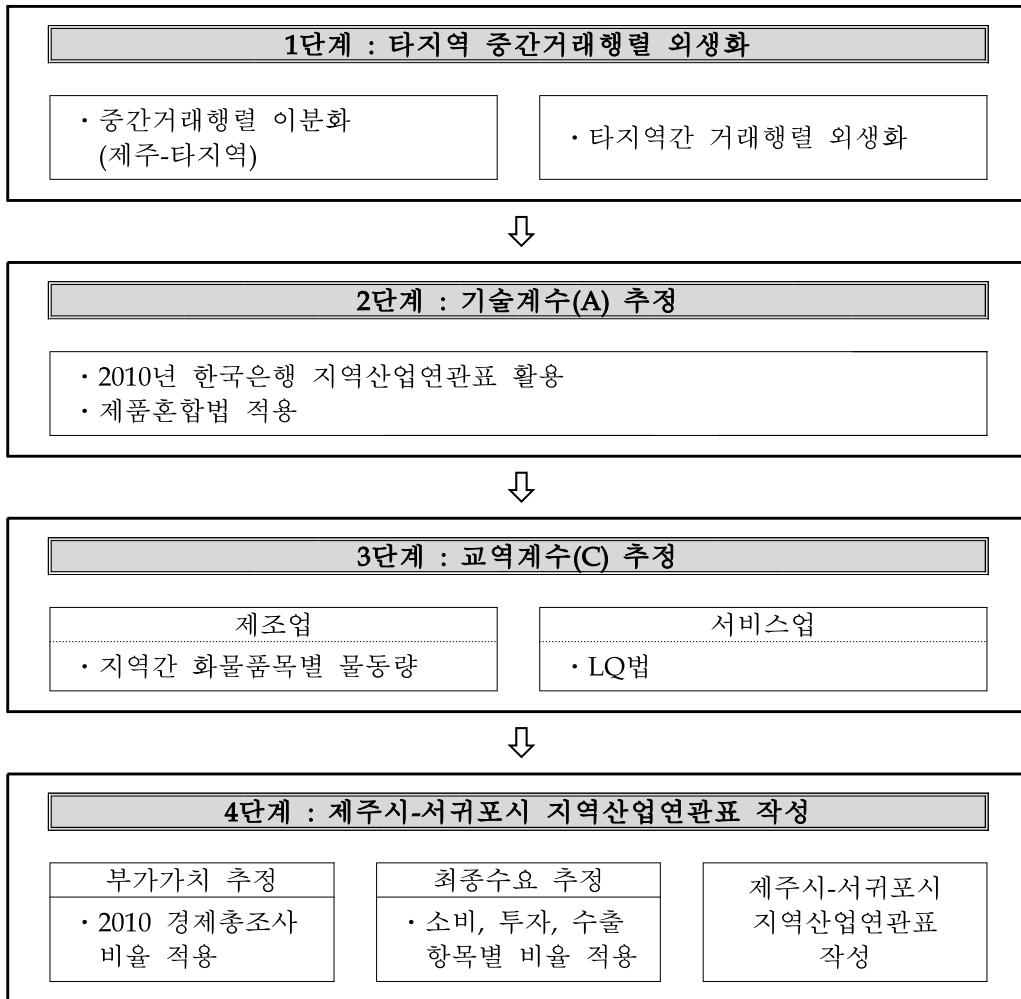 1단계 : 타지역 중간거래행렬 외생화
· 중간거래행렬 이분화
(제주-타지역)
· 타지역간 거래행렬 외생화
2단계 : 기술계수(A) 추정
· 2010년 한국은행 지역산업연관표 활용
· 제품혼합법 적용
3단계 : 교역계수(C) 추정
제조업
· 지역간 화물품목별 물동량
서비스업
· LQ법
4단계 : 제주시-서귀포시 지역산업연관표 작성
부가가치 추정
· 2010 경제총조사
비율 적용
최종수요 추정
· 소비, 투자, 수출
항목별 비율 적용
제주시-서귀포시
지역산업연관표
작성